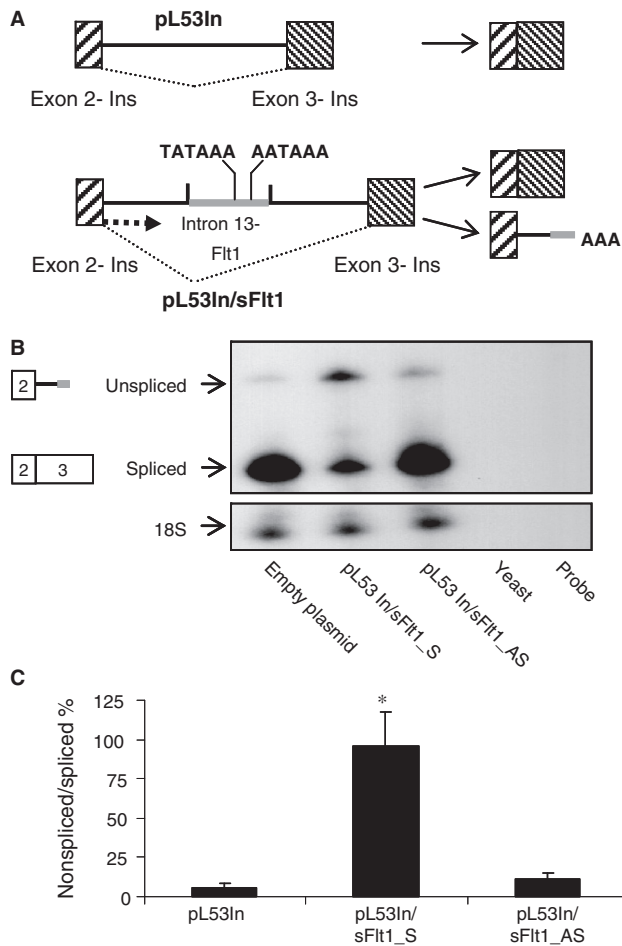 A
pL53In
Exon 2- Ins
Exon 3- Ins
TATAAA AATAAA
Intron 13-
Flt1
AAA
Exon 2- Ins
Exon 3- Ins
pL53In/sFlt1
B
2
Unspliced
2 3
Spliced
18S
Empty plasmid
pL53 In/sFlt1_S
pL53 In/sFlt1_AS
Yeast
Probe
C
Nonspliced/spliced %
125
100
75
50
25
0
*
pL53In
pL53In/
sFlt1_S
pL53In/
sFlt1_AS